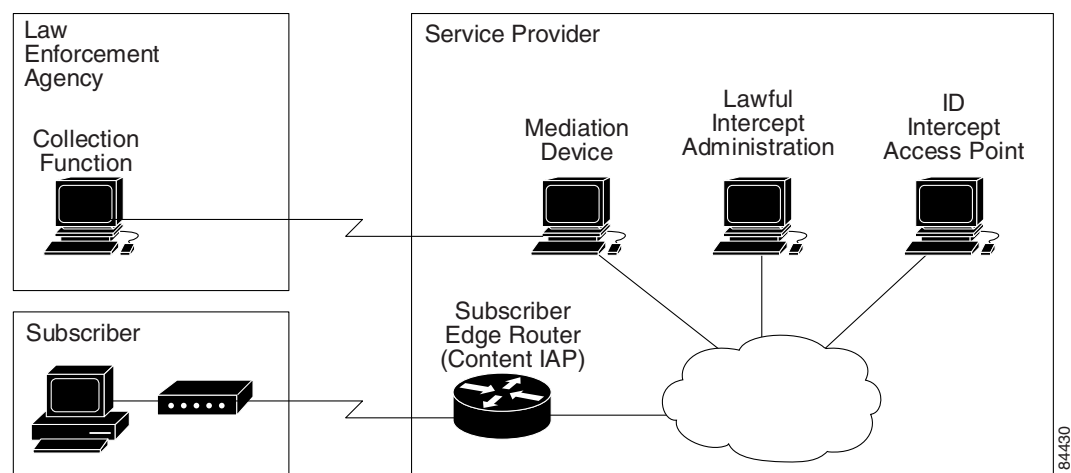 Law
Enforcement
Agency
Collection
Function
Service Provider
Mediation
Device
Lawful
Intercept
Administration
ID
Intercept
Access Point
Subscriber
Subscriber
Edge Router
(Content IAP)
84430